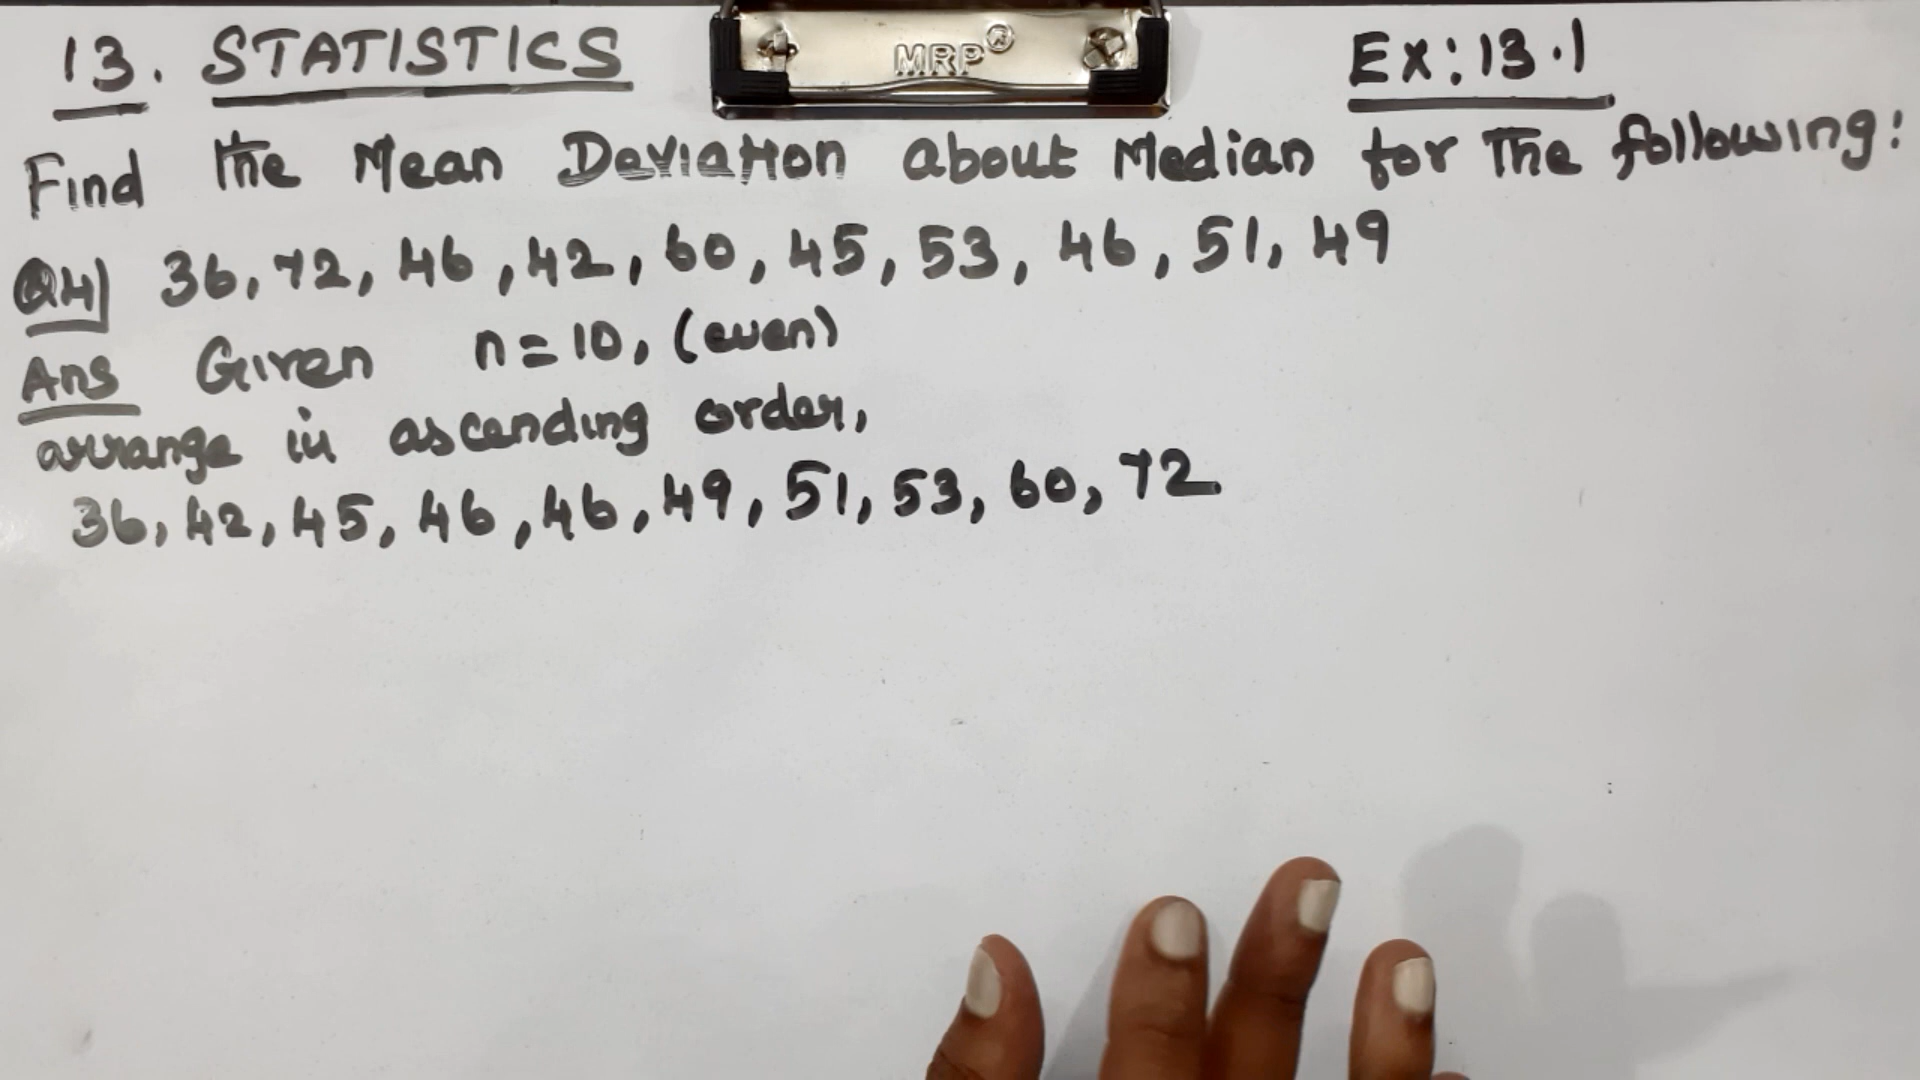 13. STATISTICS
MRP®
Ex: 13.1
Find the Mean Deviation about Median for The following:
Q4) 36, 72, 46, 42, 60, 45, 53, 46, 51, 49
Ans Given n = 10, (even)
arrange in ascending order,
36, 42, 45, 46, 46, 49, 51, 53, 60, 72